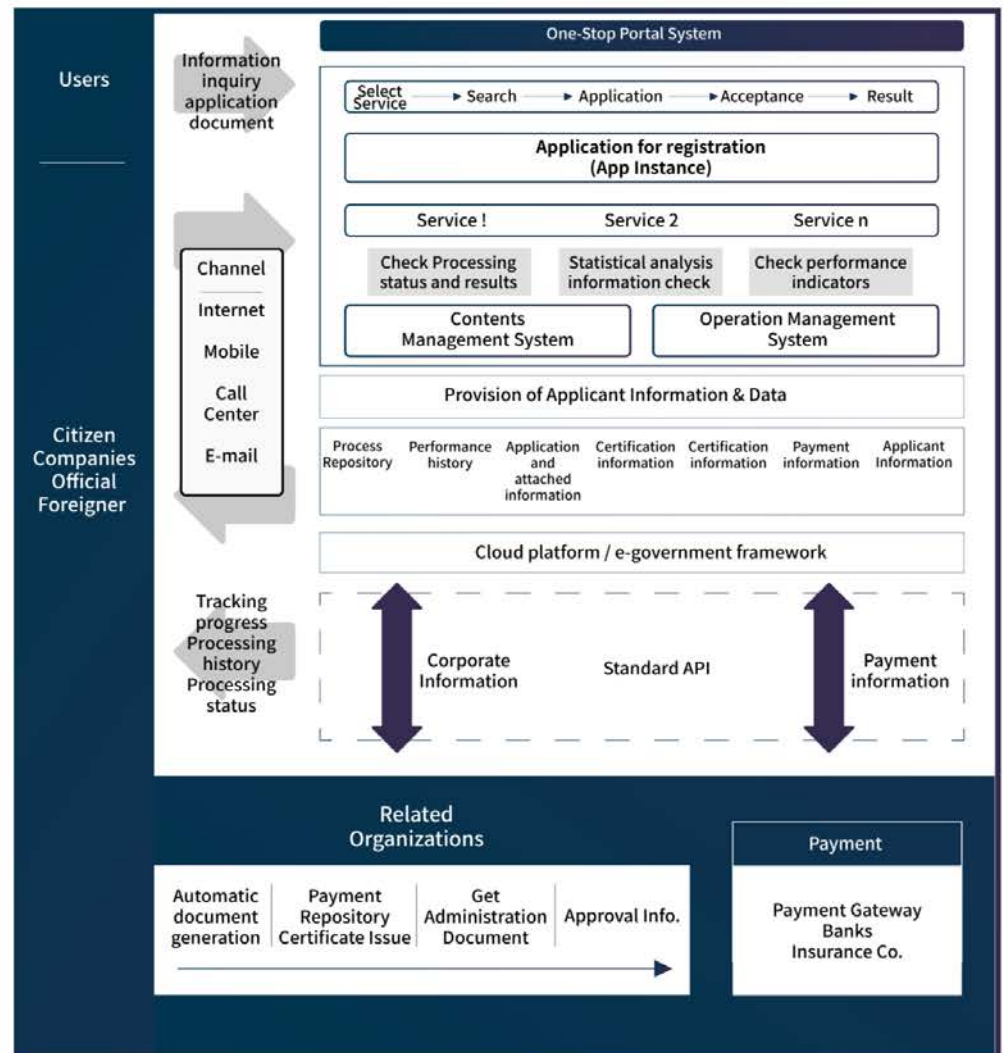 One-Stop Portal System
Users
Information
inquiry
application
document
Select
Service
Search
Application
Acceptance
Result
Application for registration
(App Instance)
Service !
Service 2
Service n
Check Processing
status and results
Statistical analysis
information check
Check performance
indicators
Contents
Management System
Operation Management
System
Channel
Internet
Mobile
Call
Center
E-mail
Citizen
Companies
Official
Foreigner
Provision of Applicant Information & Data
Process
Repository
Performance
history
Application
and
attached
information
Certification
information
Certification
information
Payment
information
Applicant
Information
Cloud platform / e-government framework
Tracking
progress
Processing
history
Processing
status
Corporate
Information
Standard API
Payment
information
Related
Organizations
Automatic
document
generation
Payment
Repository
Certificate Issue
Get
Administration
Document
Approval Info.
Payment
Payment Gateway
Banks
Insurance Co.